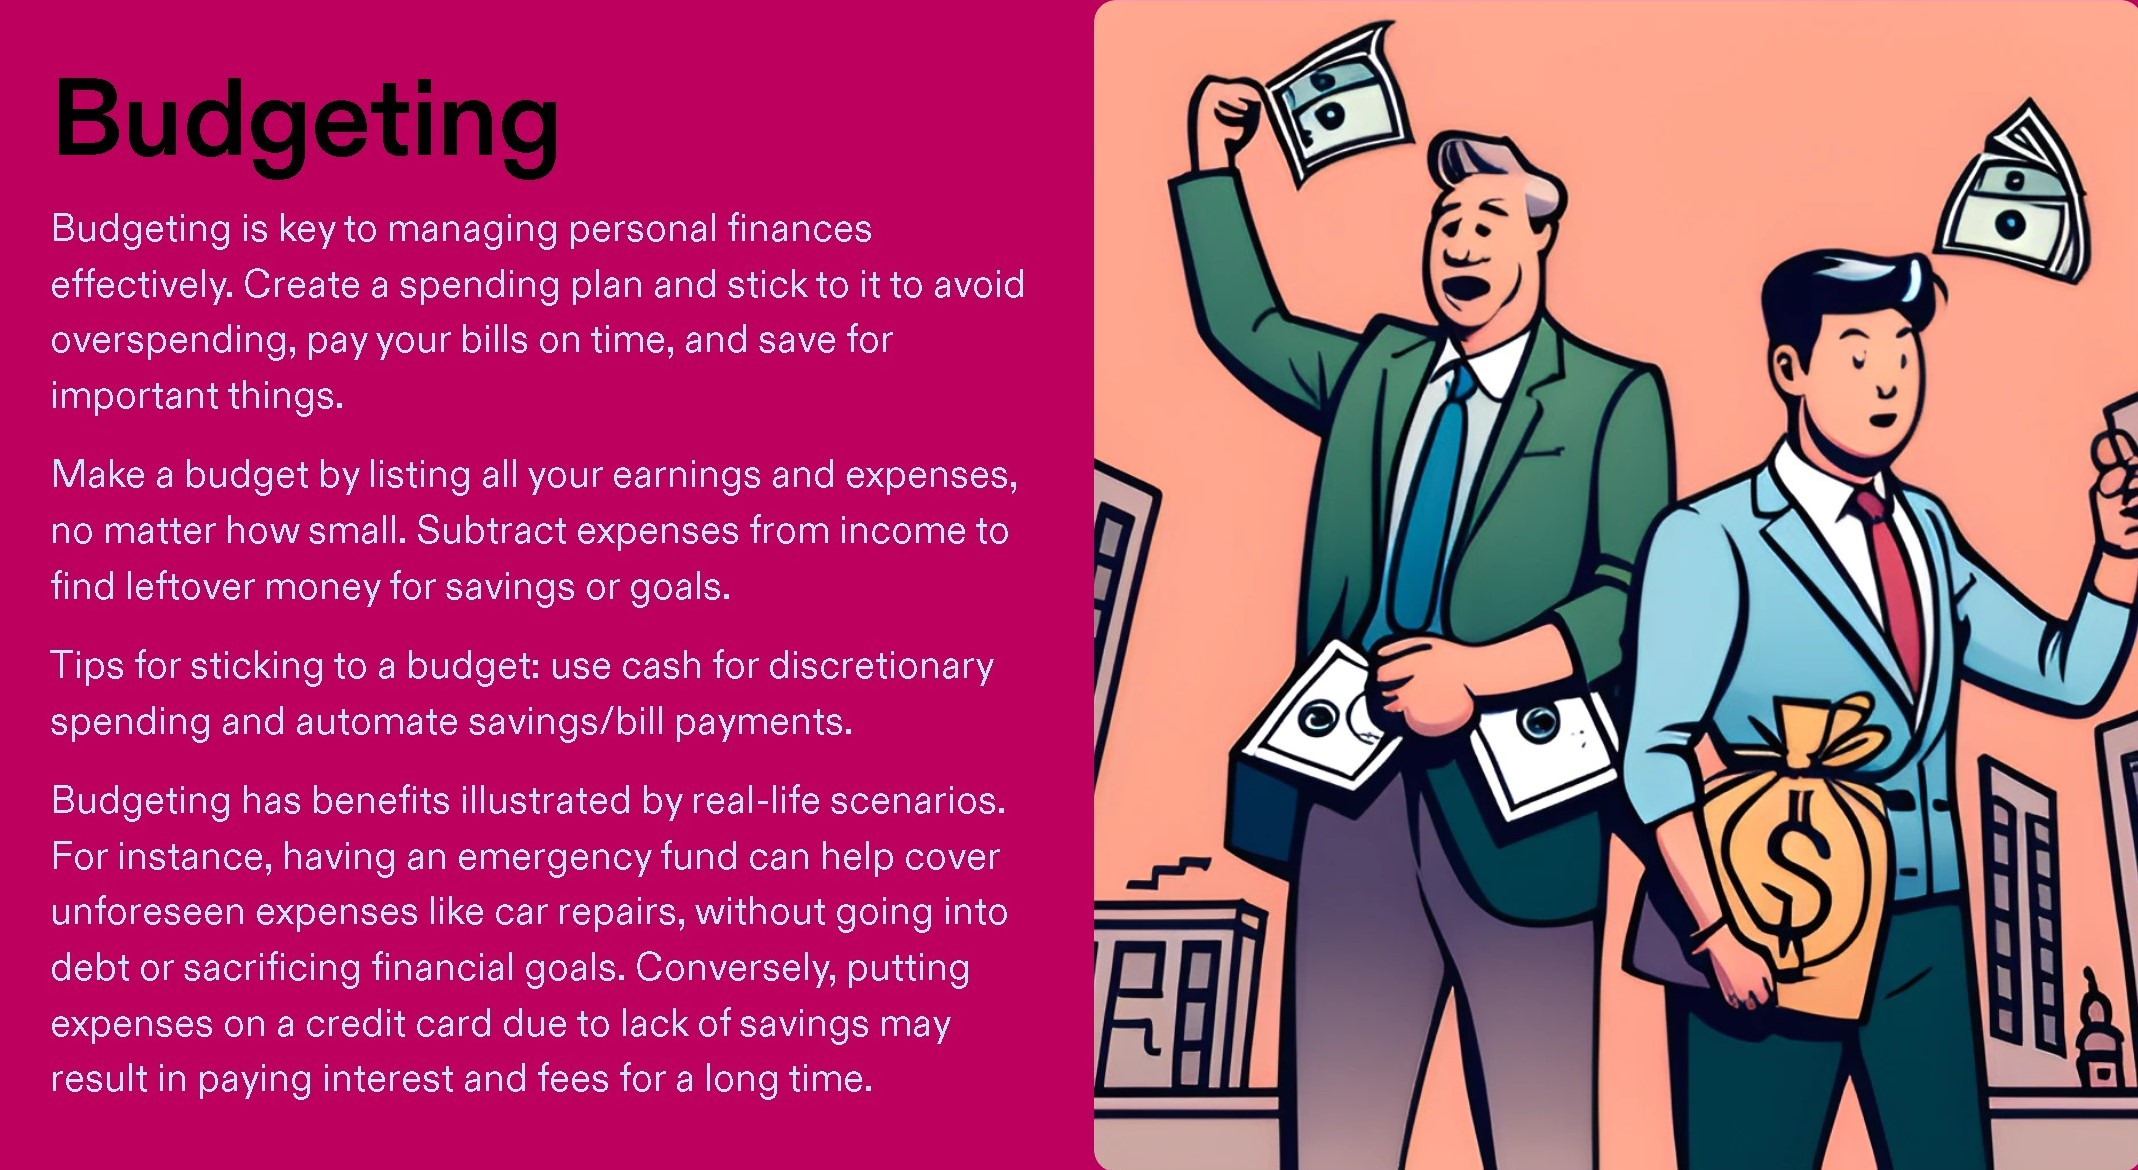 Budgeting
Budgeting is key to managing personal finances
effectively. Create a spending plan and stick to it to avoid
overspending, pay your bills on time, and save for
important things.
Make a budget by listing all your earnings and expenses,
no matter how small. Subtract expenses from income to
find leftover money for savings or goals.
Tips for sticking to a budget: use cash for discretionary
spending and automate savings/bill payments.
Budgeting has benefits illustrated by real-life scenarios.
For instance, having an emergency fund can help cover
unforeseen expenses like car repairs, without going into
debt or sacrificing financial goals. Conversely, putting
expenses on a credit card due to lack of savings may
result in paying interest and fees for a long time.
$